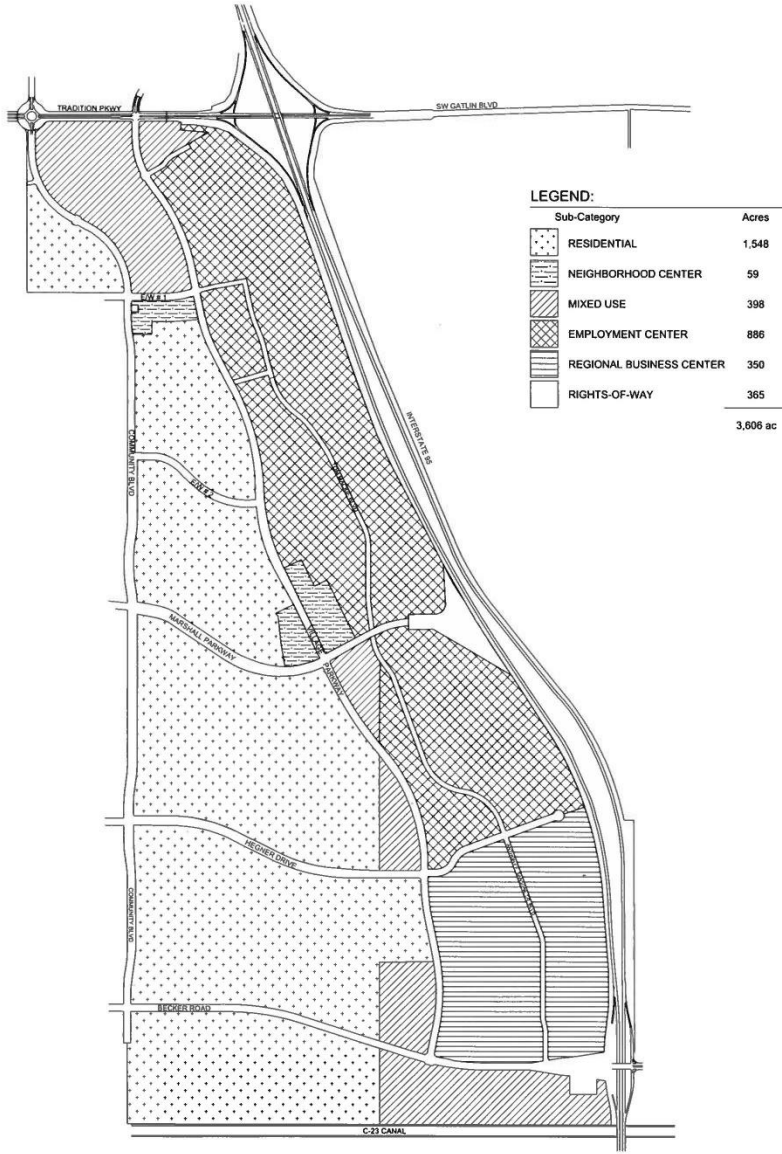 TRADITION PKWY
SW GATLIN BLVD
LEGEND:
Sub-Category Acres
RESIDENTIAL 1,548
NEIGHBORHOOD CENTER 59
MIXED USE 398
EMPLOYMENT CENTER 886
REGIONAL BUSINESS CENTER 350
RIGHTS-OF-WAY 365
3,606 ac
E/W # 1
INTERSTATE 95
COMMUNITY BLVD
E/W # 2
MARSHALL PARKWAY
VILLAGE
PARKWAY
HEGNER DRIVE
COMMUNITY BLVD
BECKER ROAD
C-23 CANAL